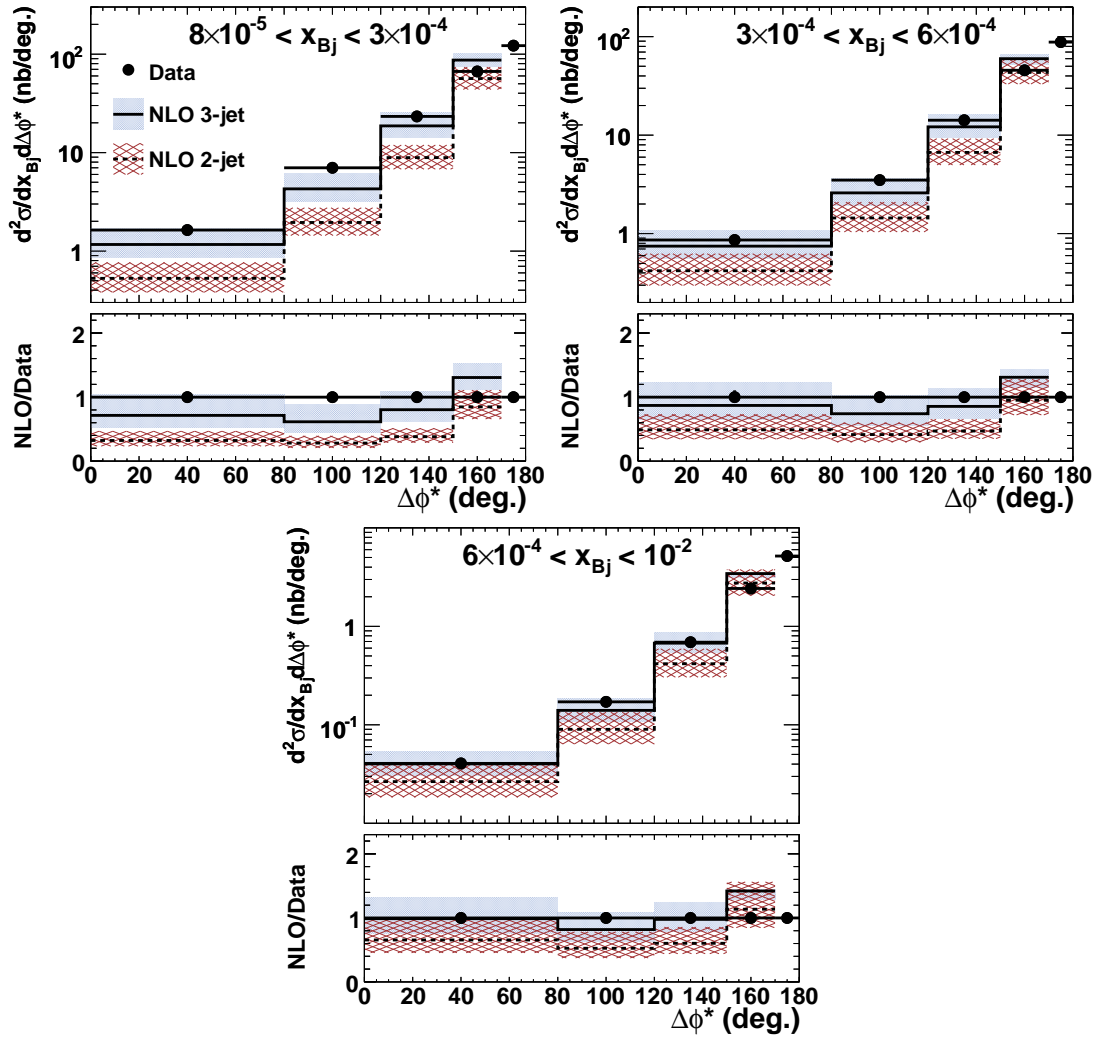 8×10⁻⁵ < x_Bj < 3×10⁻⁴
d²σ/dx_Bj dΔϕ* (nb/deg.)
10²
10
1
Data
NLO 3-jet
NLO 2-jet
NLO/Data
2
1
0
0 20 40 60 80 100 120 140 160 180
Δϕ* (deg.)
3×10⁻⁴ < x_Bj < 6×10⁻⁴
d²σ/dx_Bj dΔϕ* (nb/deg.)
10²
10
1
NLO/Data
2
1
0
0 20 40 60 80 100 120 140 160 180
Δϕ* (deg.)
6×10⁻⁴ < x_Bj < 10⁻²
d²σ/dx_Bj dΔϕ* (nb/deg.)
1
10⁻¹
NLO/Data
2
1
0
0 20 40 60 80 100 120 140 160 180
Δϕ* (deg.)